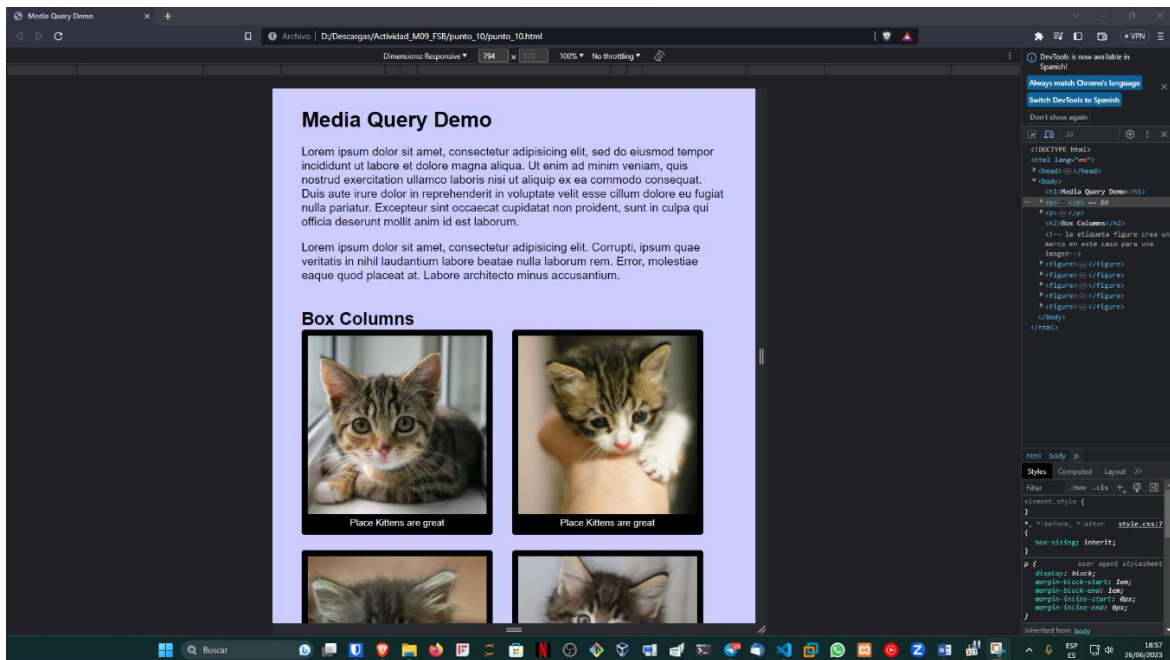 Media Query Demo
Archivo | D:/Descargas/Actividad_M09_FSB/punto_10/punto_10.html
VPN
Dimensions: Responsive 794 x 878 100% No throttling
DevTools is now available in
Spanish!
Always match Chrome's language
Switch DevTools to Spanish
Don't show again
Media Query Demo
Lorem ipsum dolor sit amet, consectetur adipisicing elit, sed do eiusmod tempor
incididunt ut labore et dolore magna aliqua. Ut enim ad minim veniam, quis
nostrud exercitation ullamco laboris nisi ut aliquip ex ea commodo consequat.
Duis aute irure dolor in reprehenderit in voluptate velit esse cillum dolore eu fugiat
nulla pariatur. Excepteur sint occaecat cupidatat non proident, sunt in culpa qui
officia deserunt mollit anim id est laborum.
Lorem ipsum dolor sit amet, consectetur adipisicing elit. Corrupti, ipsum quae
veritatis in nihil laudantium labore beatae nulla laborum rem. Error, molestiae
eaque quod placeat at. Labore architecto minus accusantium.
Box Columns
Place Kittens are great
Place Kittens are great
<!DOCTYPE html>
<html lang="en">
<head> </head>
<body>
<h1>Media Query Demo</h1>
<p> </p> == $0
<p> </p>
<h2>Box Columns</h2>
<!-- la etiqueta figure crea un
marco en este caso para una
imagen-->
<figure> </figure>
<figure> </figure>
<figure> </figure>
<figure> </figure>
<figure> </figure>
</body>
</html>
html body p
Styles Computed Layout
Filter :hov .cls +
element.style {
}
*, *:before, *:after style.css:7
{
box-sizing: inherit;
}
p { user agent stylesheet
display: block;
margin-block-start: 1em;
margin-block-end: 1em;
margin-inline-start: 0px;
margin-inline-end: 0px;
}
Inherited from body
Buscar
ESP
ES
18:57
26/06/2023